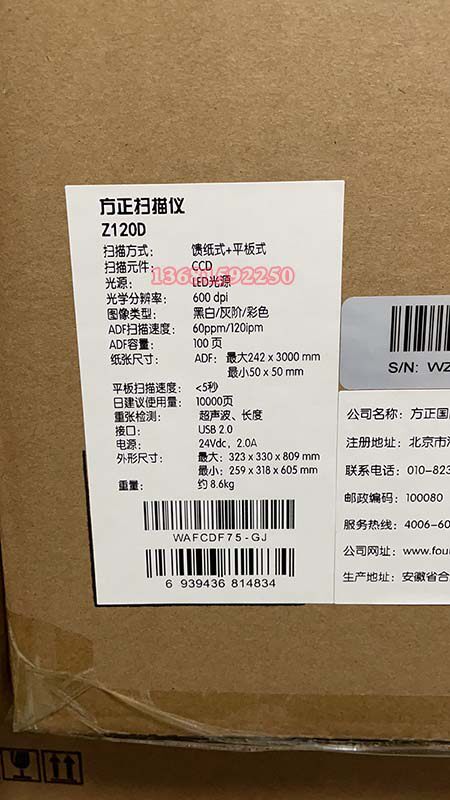 方正扫描仪
Z120D
扫描方式: 馈纸式+平板式
扫描元件: CCD
光源: LED光源
光学分辨率: 600 dpi
图像类型: 黑白/灰阶/彩色
ADF扫描速度: 60ppm/120ipm
ADF容量: 100页
纸张尺寸: ADF: 最大242 x 3000 mm
最小50 x 50 mm
平板扫描速度: <5秒
日建议使用量: 10000页
重张检测: 超声波、长度
接口: USB 2.0
电源: 24Vdc, 2.0A
外形尺寸: 最大: 323 x 330 x 809 mm
最小: 259 x 318 x 605 mm
重量: 约 8.6kg
WAFCDF75-GJ
6 939436 814834
S/N: WZ
公司名称: 方正国
注册地址: 北京市
联系电话: 010-823
邮政编码: 100080
服务热线: 4006-60
公司网址: www.fou
生产地址: 安徽省合